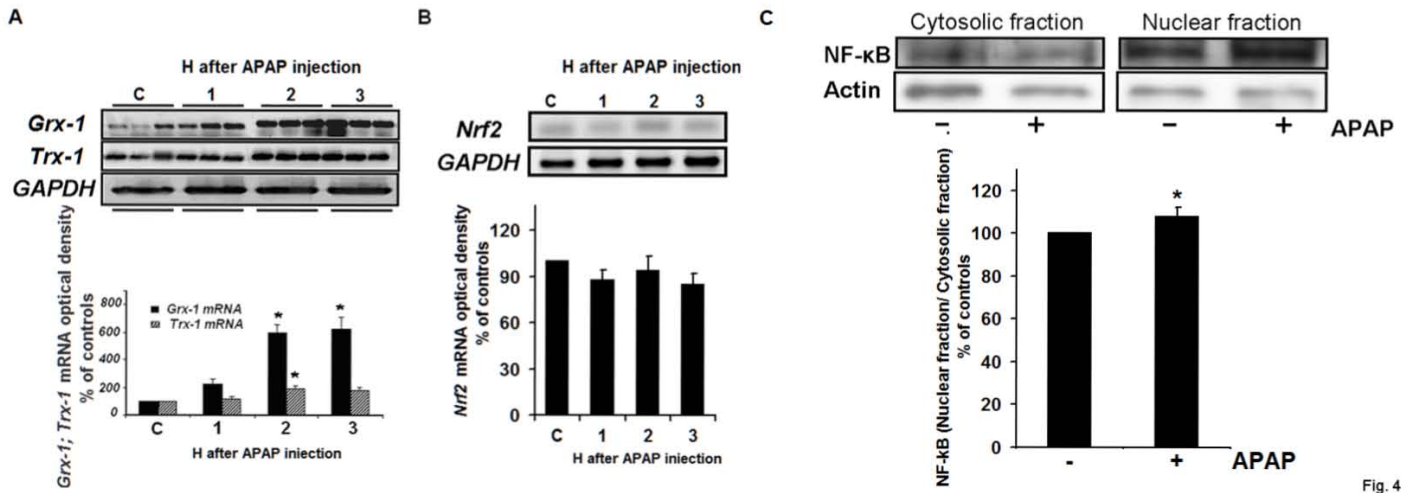 A
H after APAP injection
C 1 2 3
Grx-1
Trx-1
GAPDH
Grx-1; Trx-1 mRNA optical density
% of controls
800
600
400
200
0
Grx-1 mRNA
Trx-1 mRNA
* *
*
C 1 2 3
H after APAP injection
B
H after APAP injection
C 1 2 3
Nrf2
GAPDH
Nrf2 mRNA optical density
% of controls
120
90
60
30
0
C 1 2 3
H after APAP injection
C
Cytosolic fraction Nuclear fraction
NF-κB
Actin
- + - + APAP
NF-kB (Nuclear fraction/ Cytosolic fraction)
% of controls
120
100
80
60
40
20
0
*
- + APAP
Fig. 4